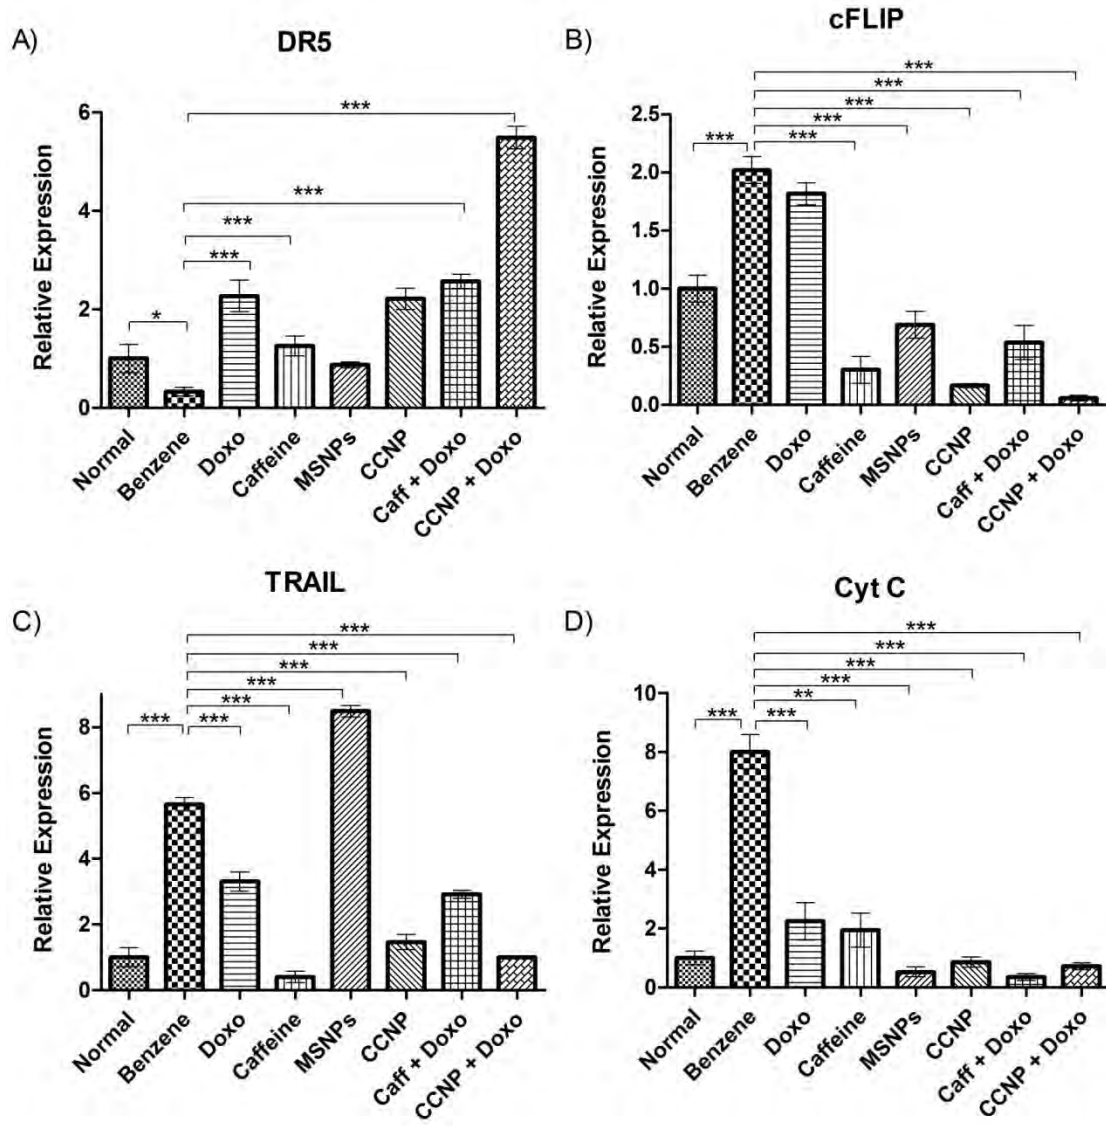 A)
DR5
Relative Expression
6
4
2
0
***
***
***
***
*
Normal
Benzene
Doxo
Caffeine
MSNPs
CCNP
Caff + Doxo
CCNP + Doxo
B)
cFLIP
Relative Expression
2.5
2.0
1.5
1.0
0.5
0.0
***
***
***
***
***
***
Normal
Benzene
Doxo
Caffeine
MSNPs
CCNP
Caff + Doxo
CCNP + Doxo
C)
TRAIL
Relative Expression
8
6
4
2
0
***
***
***
***
***
***
***
Normal
Benzene
Doxo
Caffeine
MSNPs
CCNP
Caff + Doxo
CCNP + Doxo
D)
Cyt C
Relative Expression
10
8
6
4
2
0
***
***
***
***
**
***
***
Normal
Benzene
Doxo
Caffeine
MSNPs
CCNP
Caff + Doxo
CCNP + Doxo